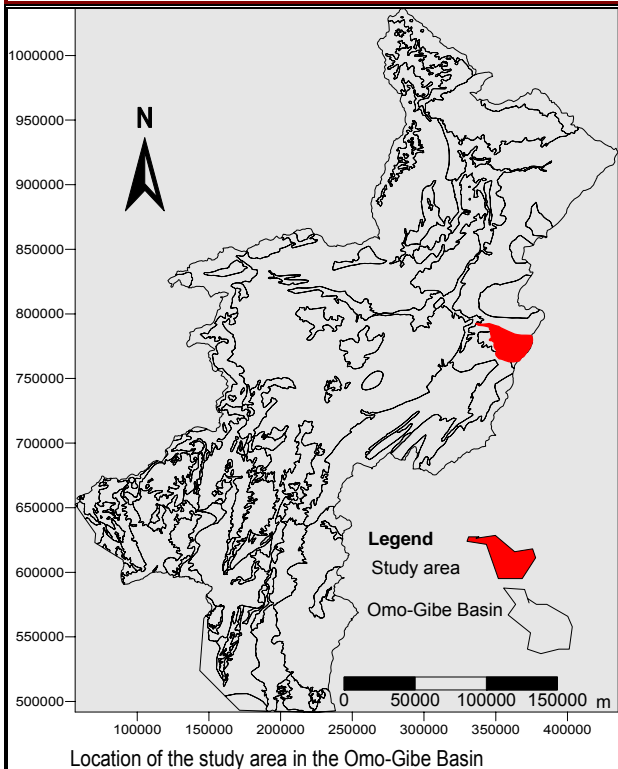 1000000
N
950000
900000
850000
800000
750000
700000
650000
Legend
Study area
600000
Omo-Gibe Basin
550000
500000
0 50000 100000 150000 m
100000 150000 200000 250000 300000 350000 400000
Location of the study area in the Omo-Gibe Basin